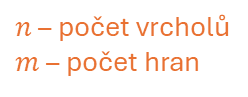 n – počet vrcholů
m – počet hran